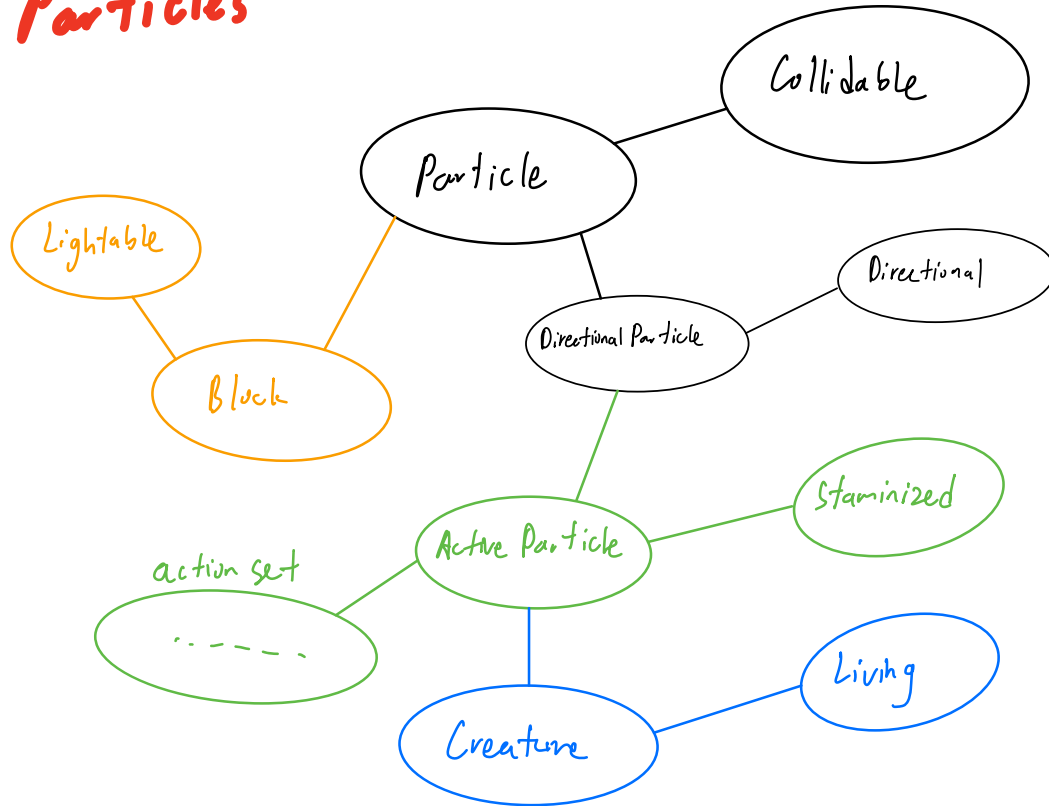 Particles
Collidable
Particle
Lightable
Directional
Directional Particle
Block
Staminized
Active Particle
action set
Living
Creature